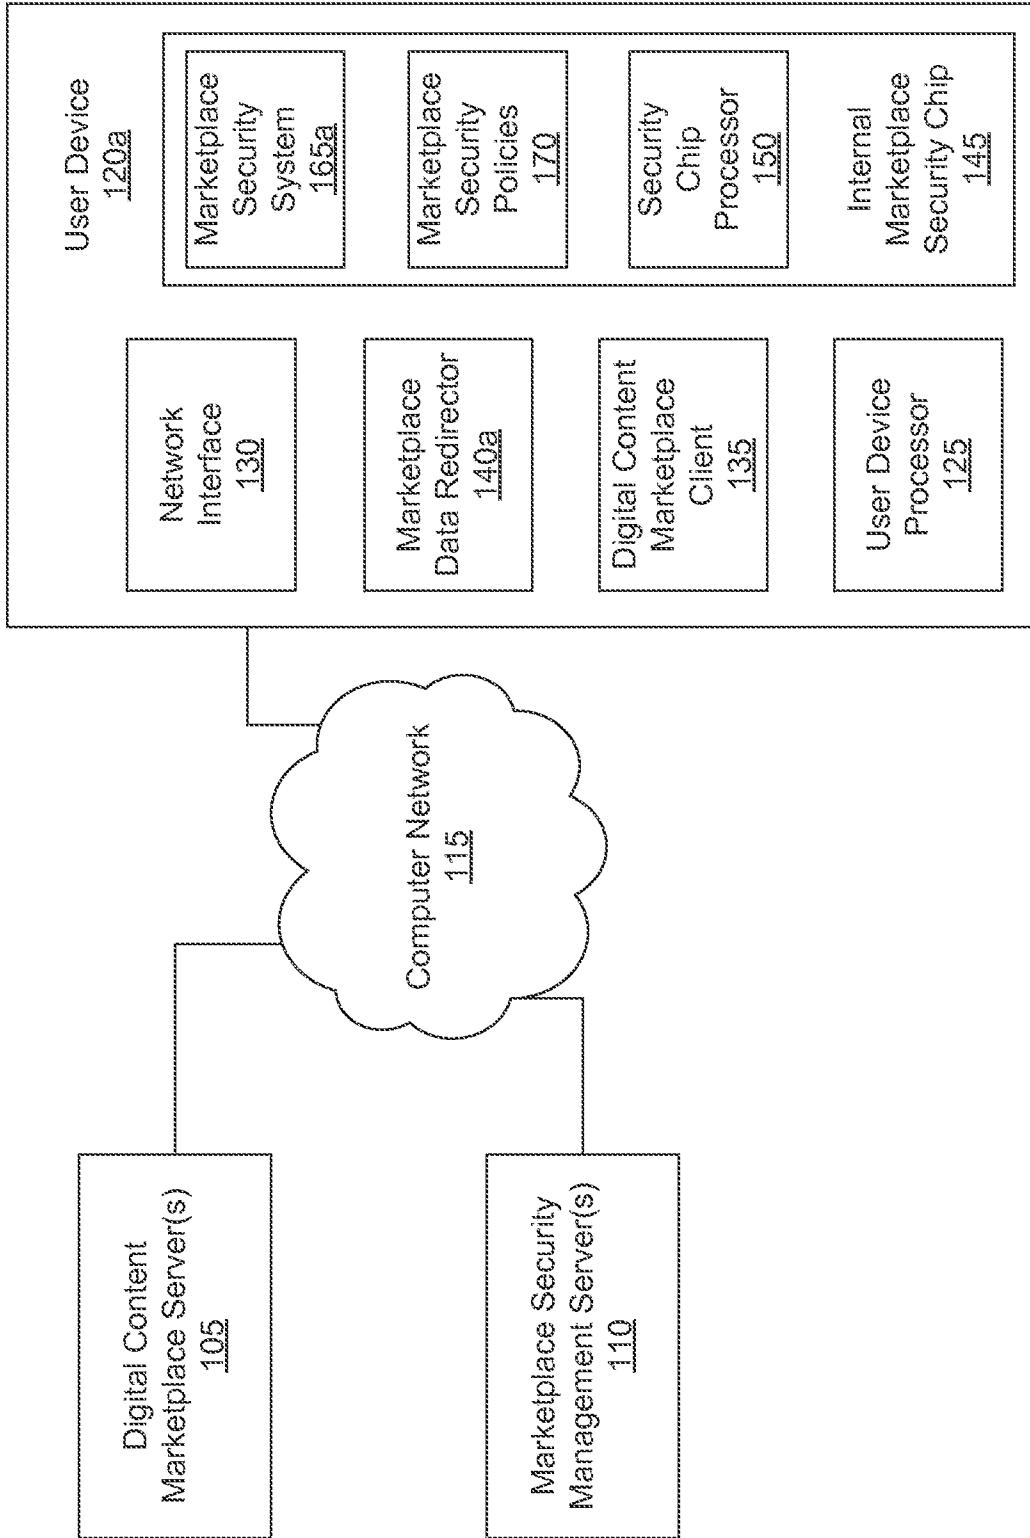 Digital Content
Marketplace Server(s)
105
Marketplace Security
Management Server(s)
110
Computer Network
115
User Device
120a
Network
Interface
130
Marketplace
Data Redirector
140a
Digital Content
Marketplace
Client
135
User Device
Processor
125
Marketplace
Security
System
165a
Marketplace
Security
Policies
170
Security
Chip
Processor
150
Internal
Marketplace
Security Chip
145